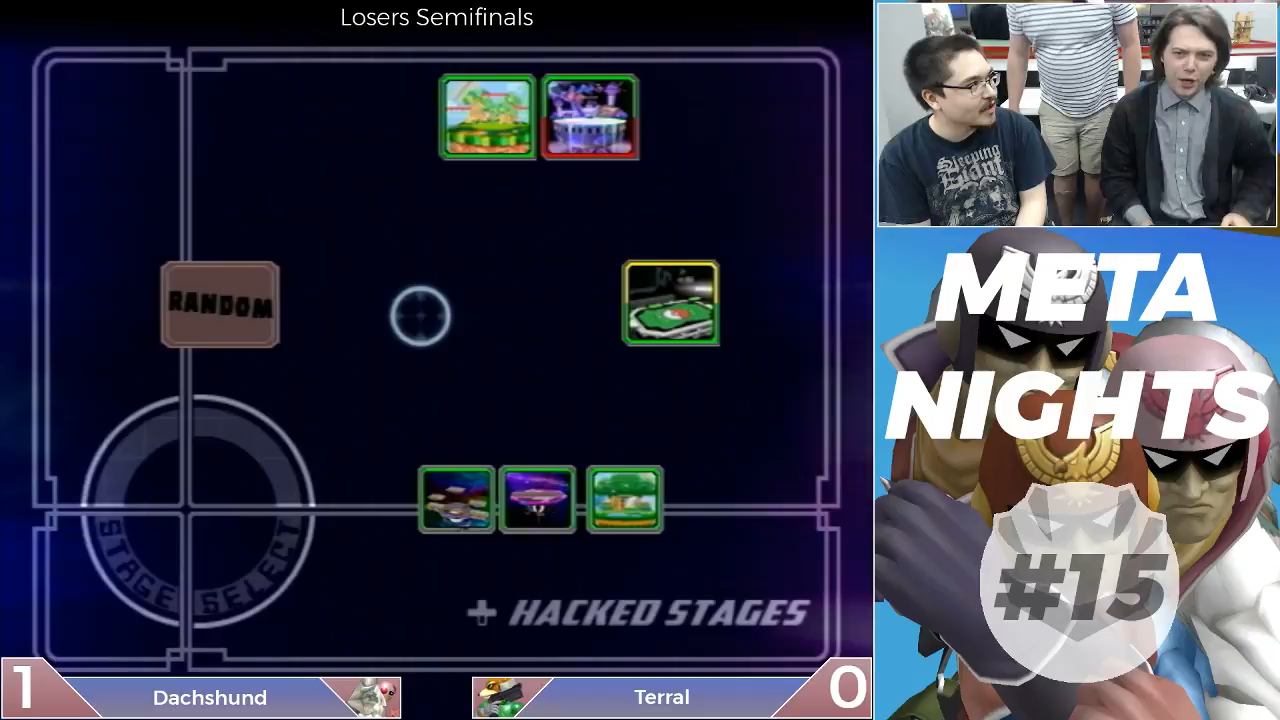 Losers Semifinals
RANDOM
STAGE SELECT
+ HACKED STAGES
1
Dachshund
Terral
0
Sleeping
Giant
META
NIGHTS
#15